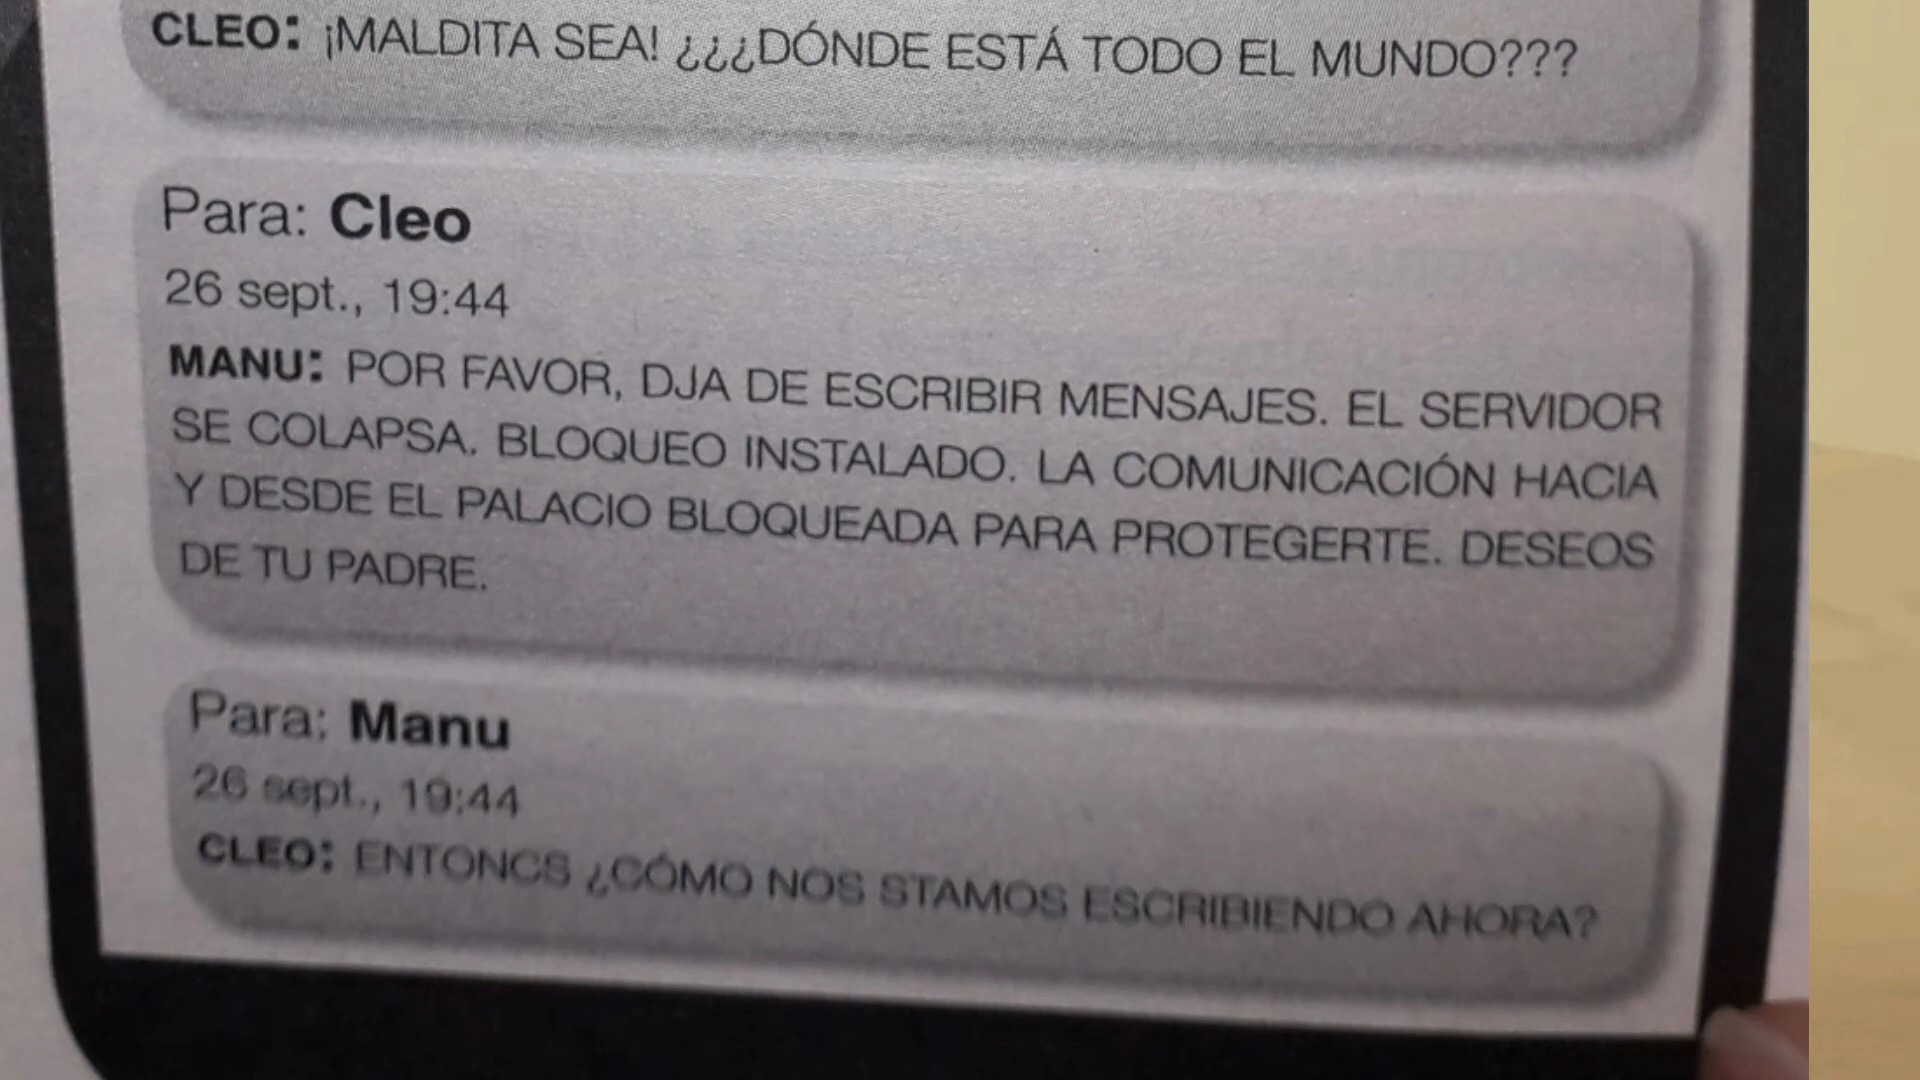 CLEO: ¡MALDITA SEA! ¿¿¿DÓNDE ESTÁ TODO EL MUNDO???
Para: Cleo
26 sept., 19:44
MANU: POR FAVOR, DJA DE ESCRIBIR MENSAJES. EL SERVIDOR
SE COLAPSA. BLOQUEO INSTALADO. LA COMUNICACIÓN HACIA
Y DESDE EL PALACIO BLOQUEADA PARA PROTEGERTE. DESEOS
DE TU PADRE.
Para: Manu
26 sept., 19:44
CLEO: ENTONCS ¿CÓMO NOS STAMOS ESCRIBIENDO AHORA?